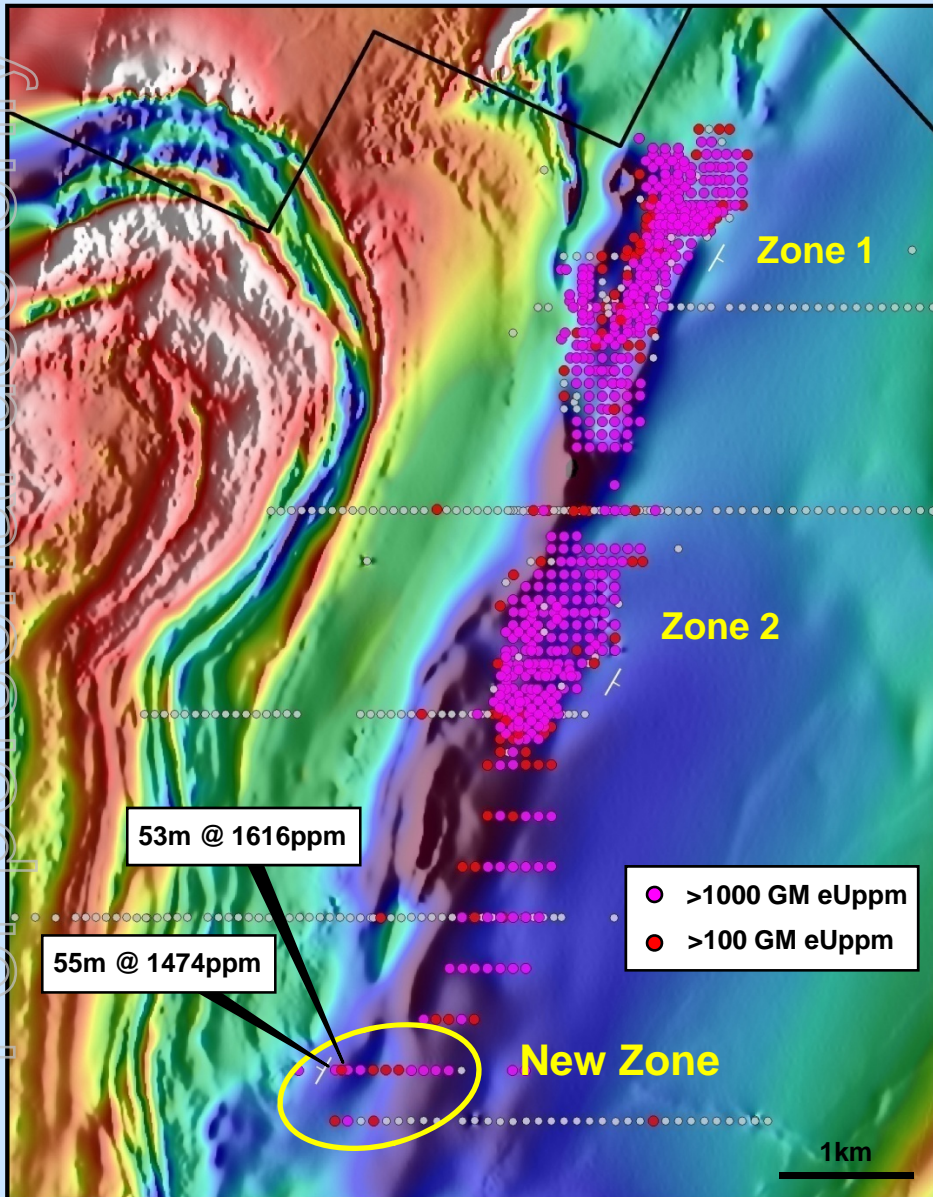 Zone 1
Zone 2
53m @ 1616ppm
>1000 GM eUppm
>100 GM eUppm
55m @ 1474ppm
New Zone
1km